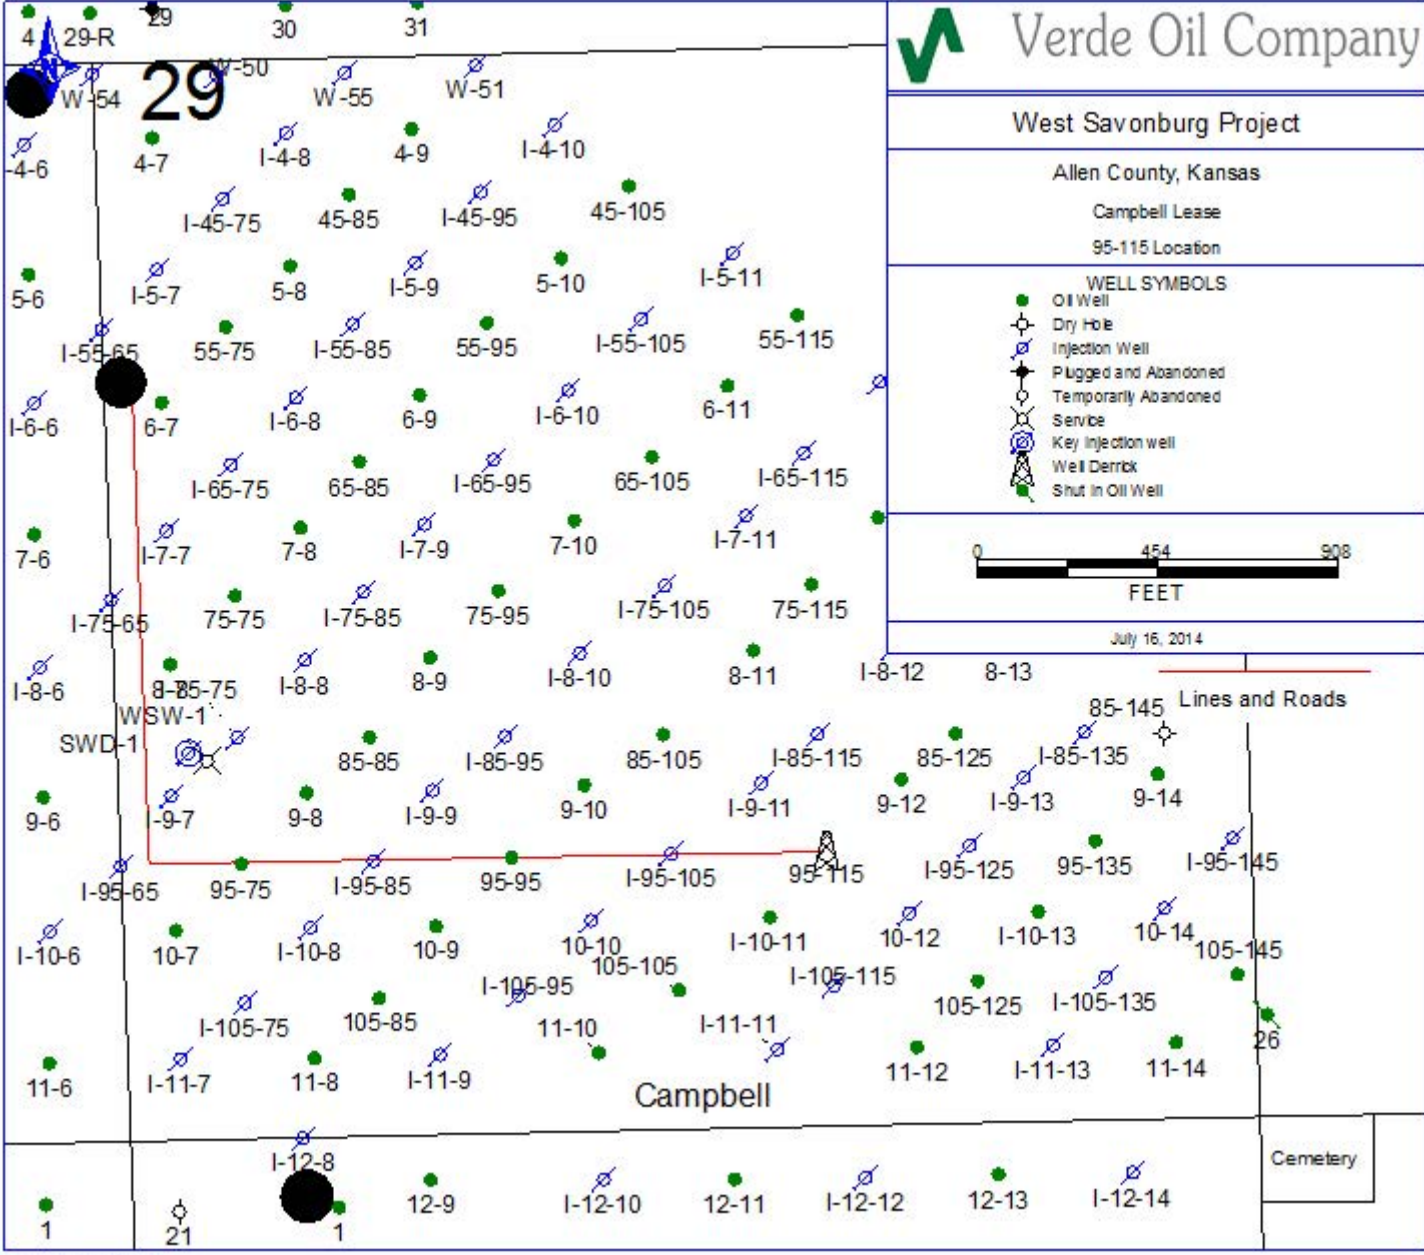 4
29-R
29
30
31
Verde Oil Company
W-54
29
W-50
W-55
W-51
West Savonburg Project
-4-6
4-7
I-4-8
4-9
I-4-10
Allen County, Kansas
Campbell Lease
95-115 Location
I-45-75
45-85
I-45-95
45-105
5-6
I-5-7
5-8
I-5-9
5-10
I-5-11
WELL SYMBOLS
Oil Well
Dry Hole
Injection Well
Plugged and Abandoned
Temporarily Abandoned
Service
Key Injection well
Well Derrick
Shut In Oil Well
I-55-65
55-75
I-55-85
55-95
I-55-105
55-115
I-6-6
6-7
I-6-8
6-9
I-6-10
6-11
I-65-75
65-85
I-65-95
65-105
I-65-115
7-6
I-7-7
7-8
I-7-9
7-10
I-7-11
0 454 908
FEET
I-75-65
75-75
I-75-85
75-95
I-75-105
75-115
July 16, 2014
I-8-6
8-7
I-85-75
I-8-8
8-9
I-8-10
8-11
I-8-12
8-13
Lines and Roads
WSW-1
SWD-1
85-85
I-85-95
85-105
I-85-115
85-125
I-85-135
85-145
9-6
I-9-7
9-8
I-9-9
9-10
I-9-11
9-12
I-9-13
9-14
I-95-65
95-75
I-95-85
95-95
I-95-105
95-115
I-95-125
95-135
I-95-145
I-10-6
10-7
I-10-8
10-9
10-10
I-10-11
10-12
I-10-13
10-14
I-105-75
105-85
I-105-95
105-105
I-105-115
105-125
I-105-135
105-145
26
11-6
I-11-7
11-8
I-11-9
11-10
I-11-11
11-12
I-11-13
11-14
Campbell
I-12-8
Cemetery
1
21
1
12-9
I-12-10
12-11
I-12-12
12-13
I-12-14